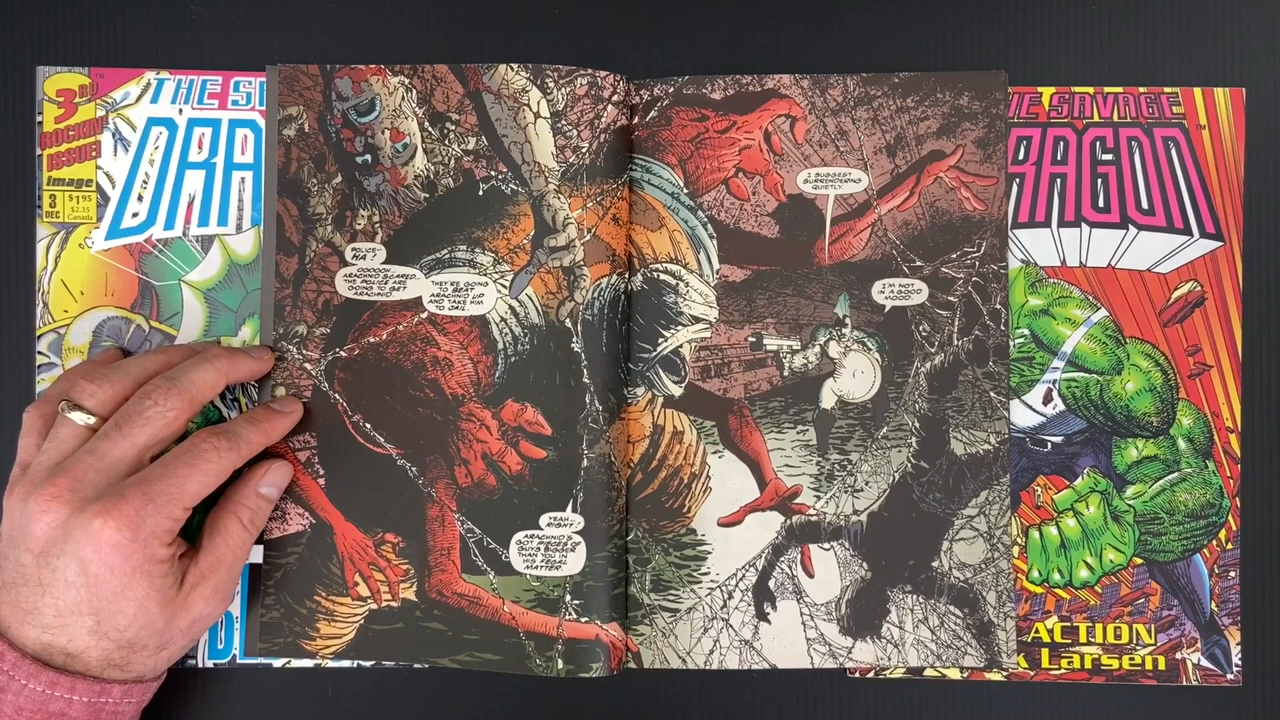 3RD
ROCKIN'
ISSUE!
image
3
DEC
$1.95
$2.35
Canada
THE S
DRA
POLICE--
HA!
OOOOOH...
ARACHNID SCARED...
THE POLICE ARE
GOING TO GET
ARACHNID.
THEY'RE GOING
TO BEAT
ARACHNID UP
AND TAKE HIM
TO JAIL.
YEAH--
RIGHT!
ARACHNID'S
GOT PIECES OF
GUYS BIGGER
THAN YOU IN
HIS FECAL
MATTER.
I SUGGEST
SURRENDERING
QUIETLY.
I'M NOT
IN A GOOD
MOOD.
HE SAVAGE
RAGON
TM
ACTION
k Larsen